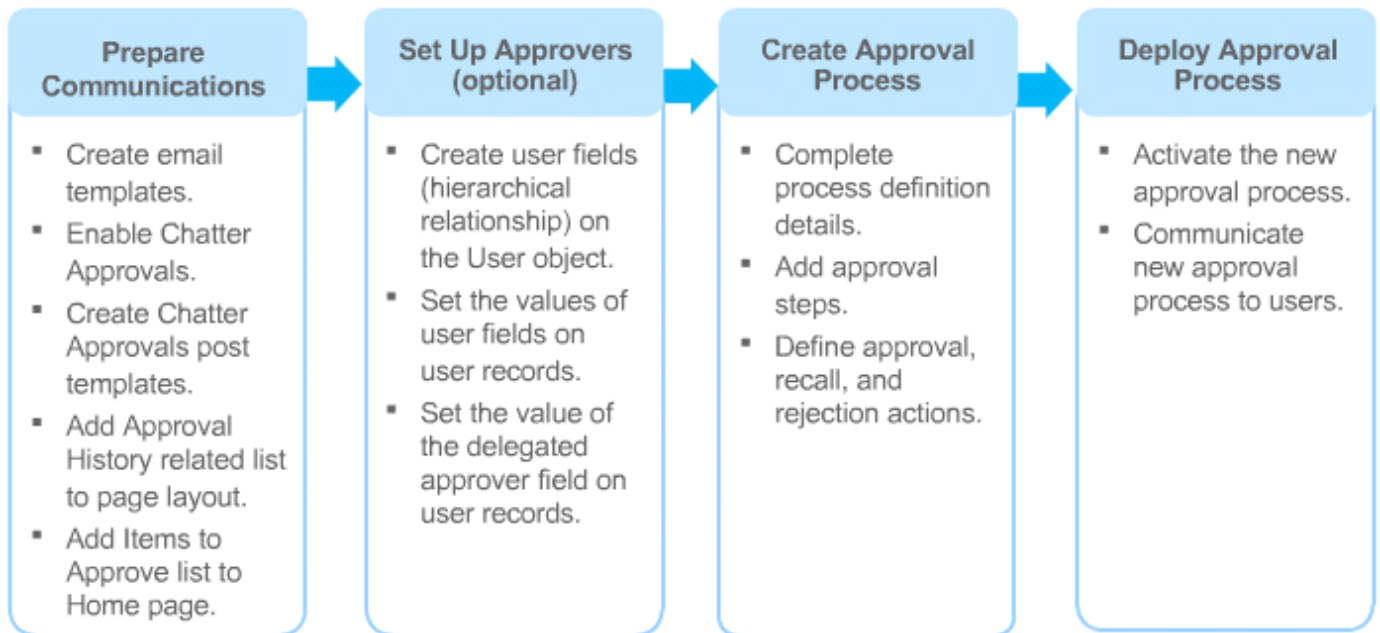 Prepare
Communications
▪ Create email
templates.
▪ Enable Chatter
Approvals.
▪ Create Chatter
Approvals post
templates.
▪ Add Approval
History related list
to page layout.
▪ Add Items to
Approve list to
Home page.
Set Up Approvers
(optional)
▪ Create user fields
(hierarchical
relationship) on
the User object.
▪ Set the values of
user fields on
user records.
▪ Set the value of
the delegated
approver field on
user records.
Create Approval
Process
▪ Complete
process definition
details.
▪ Add approval
steps.
▪ Define approval,
recall, and
rejection actions.
Deploy Approval
Process
▪ Activate the new
approval process.
▪ Communicate
new approval
process to users.